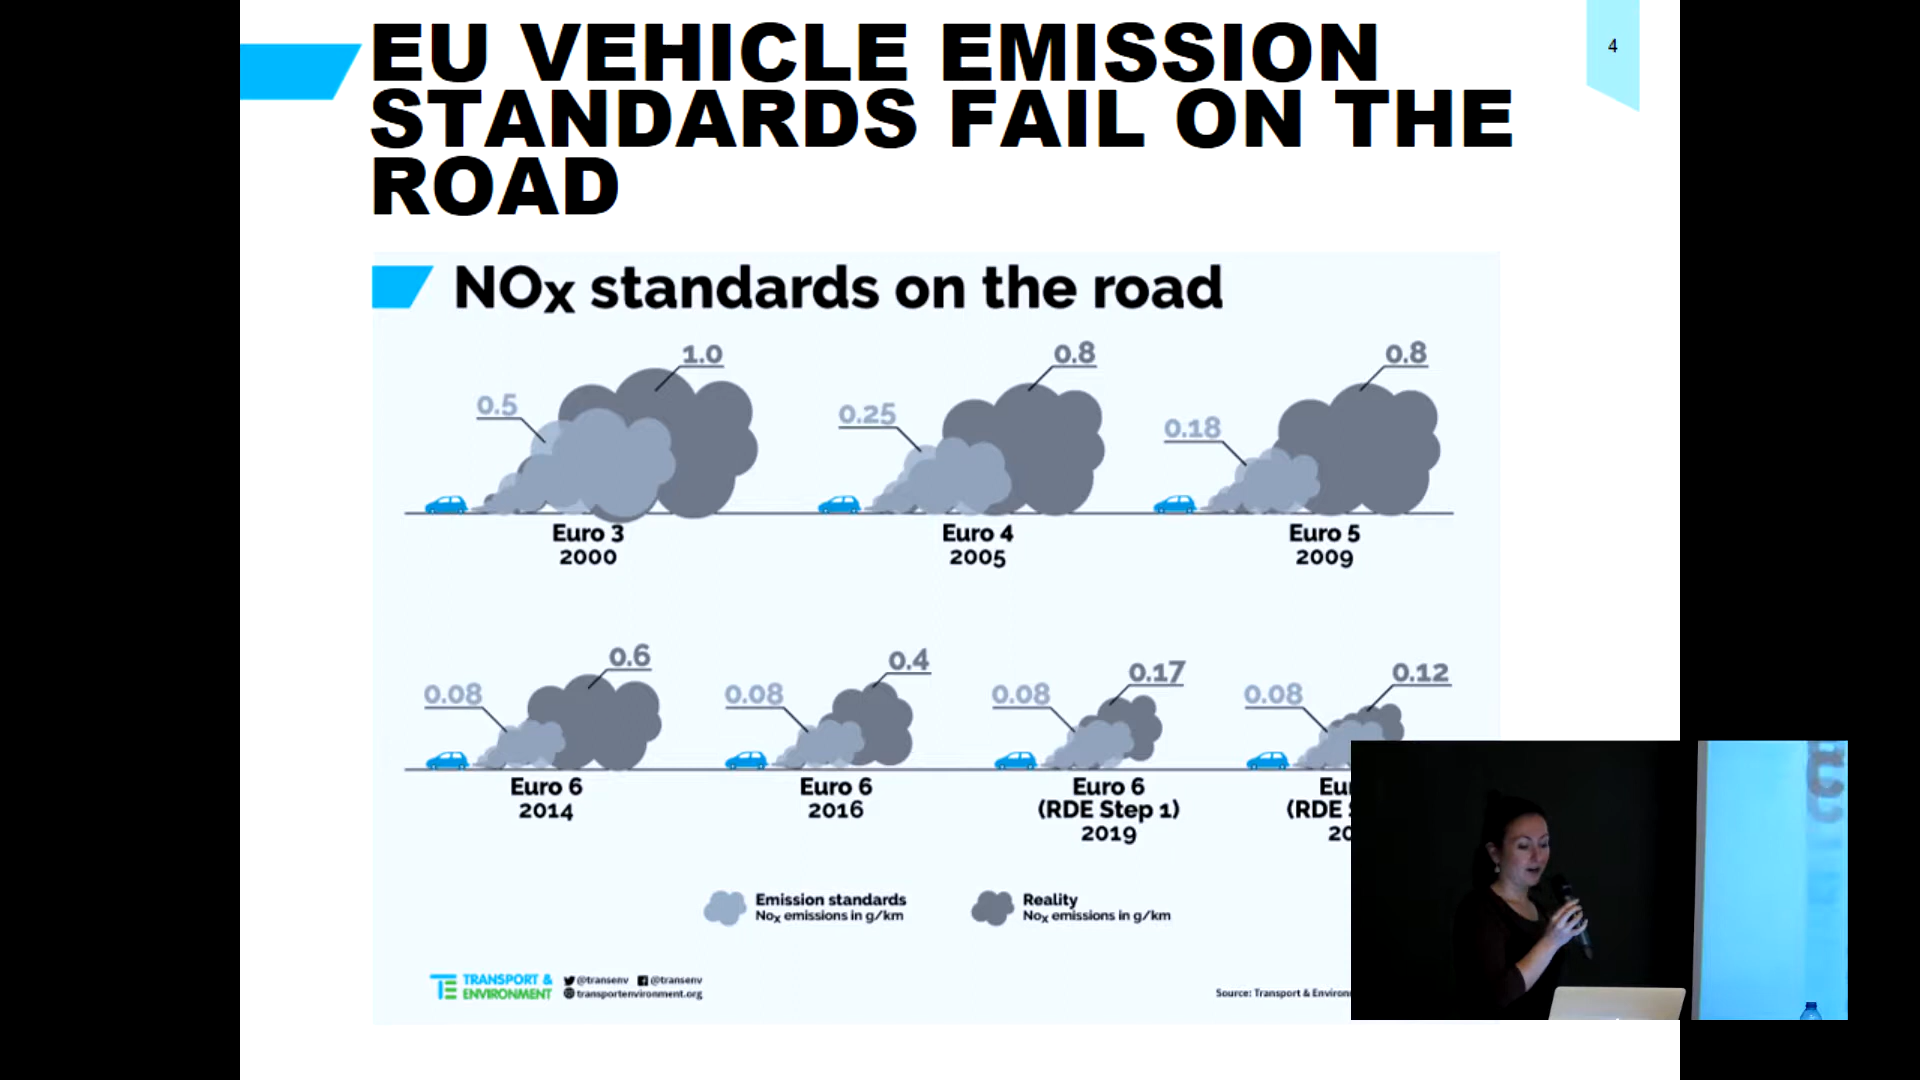 EU VEHICLE EMISSION
STANDARDS FAIL ON THE
ROAD
4
NOx standards on the road
0.5
1.0
Euro 3
2000
0.25
0.8
Euro 4
2005
0.18
0.8
Euro 5
2009
0.08
0.6
Euro 6
2014
0.08
0.4
Euro 6
2016
0.08
0.17
Euro 6
(RDE Step 1)
2019
0.08
0.12
(RDE
Emission standards
Nox emissions in g/km
Reality
Nox emissions in g/km
TRANSPORT &
ENVIRONMENT
@transenv @transenv
transportenvironment.org
Source: Transport &